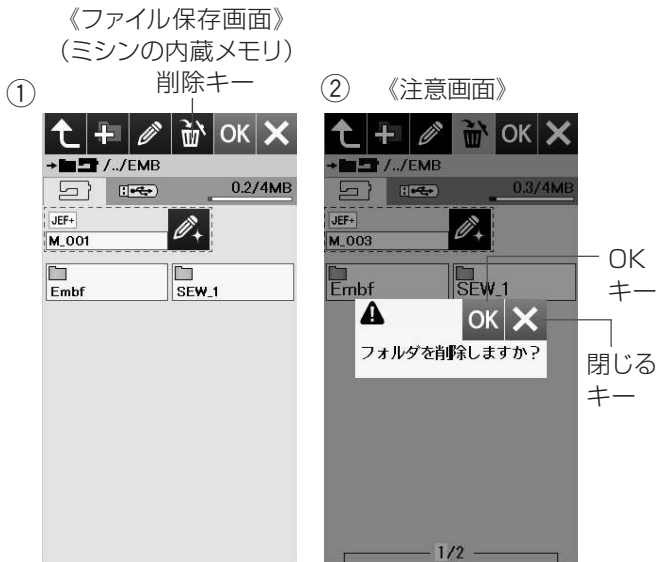 《ファイル保存画面》
(ミシンの内蔵メモリ)
削除キー
①
OK
/../EMB
0.2/4MB
JEF+
M_001
Embf
SEW_1
② 《注意画面》
OK
/../EMB
0.3/4MB
JEF+
M_003
Embf
SEW_1
OK
フォルダを削除しますか?
1/2
OK
キー
閉じる
キー